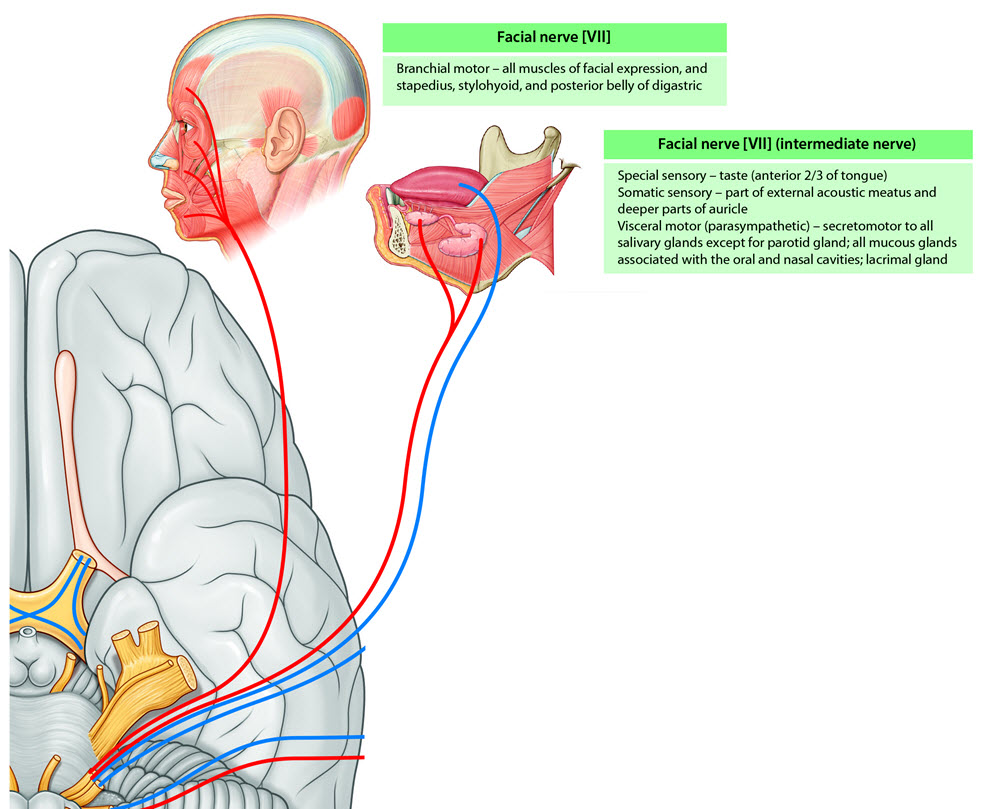 Facial nerve [VII]
Branchial motor – all muscles of facial expression, and
stapedius, stylohyoid, and posterior belly of digastric
Facial nerve [VII] (intermediate nerve)
Special sensory – taste (anterior 2/3 of tongue)
Somatic sensory – part of external acoustic meatus and
deeper parts of auricle
Visceral motor (parasympathetic) – secretomotor to all
salivary glands except for parotid gland; all mucous glands
associated with the oral and nasal cavities; lacrimal gland